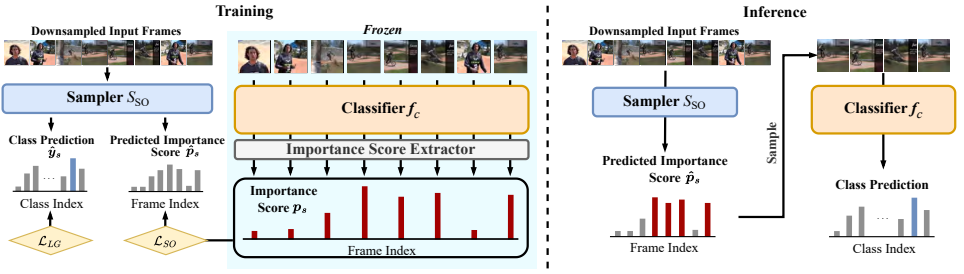 Training
Downsampled Input Frames
Sampler S_SO
Class Prediction
ŷ_s
Class Index
ℒ_LG
Predicted Importance
Score p̂_s
Frame Index
ℒ_SO
Frozen
Classifier f_c
Importance Score Extractor
Importance
Score p_s
Frame Index
Inference
Downsampled Input Frames
Sampler S_SO
Predicted Importance
Score p̂_s
Frame Index
Sample
Classifier f_c
Class Prediction
...
Class Index